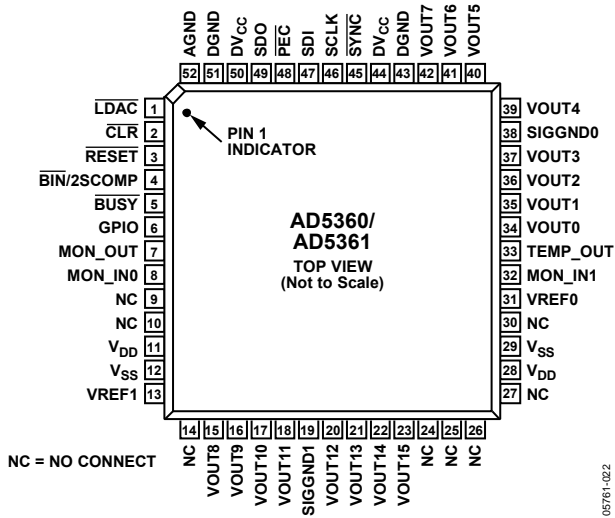 AGND
DGND
DVCC
SDO
PEC
SDI
SCLK
SYNC
DVCC
DGND
VOUT7
VOUT6
VOUT5
52 51 50 49 48 47 46 45 44 43 42 41 40
LDAC 1
CLR 2
RESET 3
BIN/2SCOMP 4
BUSY 5
GPIO 6
MON_OUT 7
MON_IN0 8
NC 9
NC 10
VDD 11
VSS 12
VREF1 13
PIN 1
INDICATOR
AD5360/
AD5361
TOP VIEW
(Not to Scale)
39 VOUT4
38 SIGGND0
37 VOUT3
36 VOUT2
35 VOUT1
34 VOUT0
33 TEMP_OUT
32 MON_IN1
31 VREF0
30 NC
29 VSS
28 VDD
27 NC
14 15 16 17 18 19 20 21 22 23 24 25 26
NC
VOUT8
VOUT9
VOUT10
VOUT11
SIGGND1
VOUT12
VOUT13
VOUT14
VOUT15
NC
NC
NC
NC = NO CONNECT
05761-022